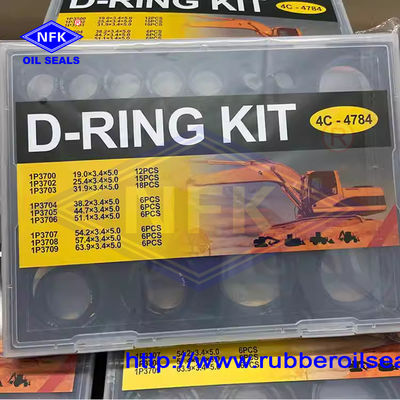 NFK
OIL SEALS
D-RING KIT
4C - 4784
1P3700 19.0×3.4×5.0 12PCS
1P3702 25.4×3.4×5.0 15PCS
1P3703 31.9×3.4×5.0 18PCS
1P3704 38.2×3.4×5.0 6PCS
1P3705 44.7×3.4×5.0 6PCS
1P3706 51.1×3.4×5.0 6PCS
1P3707 54.2×3.4×5.0 6PCS
1P3708 57.4×3.4×5.0 6PCS
1P3709 63.9×3.4×5.0 6PCS
http://www.rubberoilsea